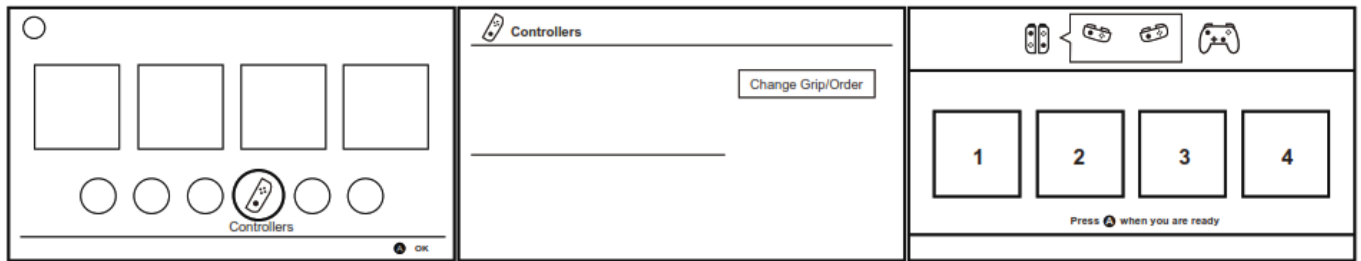 Controllers
A OK
Controllers
Change Grip/Order
1 2 3 4
Press A when you are ready